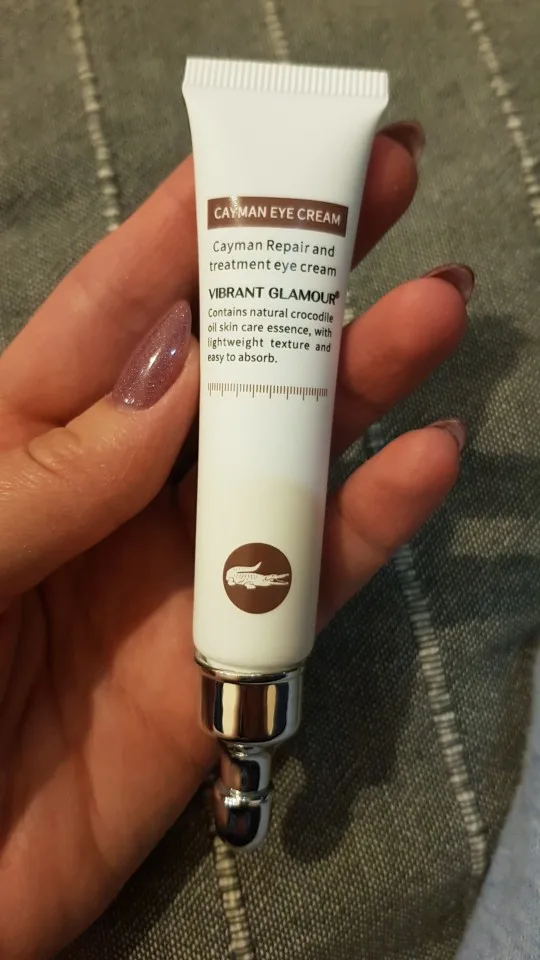 CAYMAN EYE CREAM
Cayman Repair and
treatment eye cream
VIBRANT GLAMOUR®
Contains natural crocodile
oil skin care essence, with
lightweight texture and
easy to absorb.